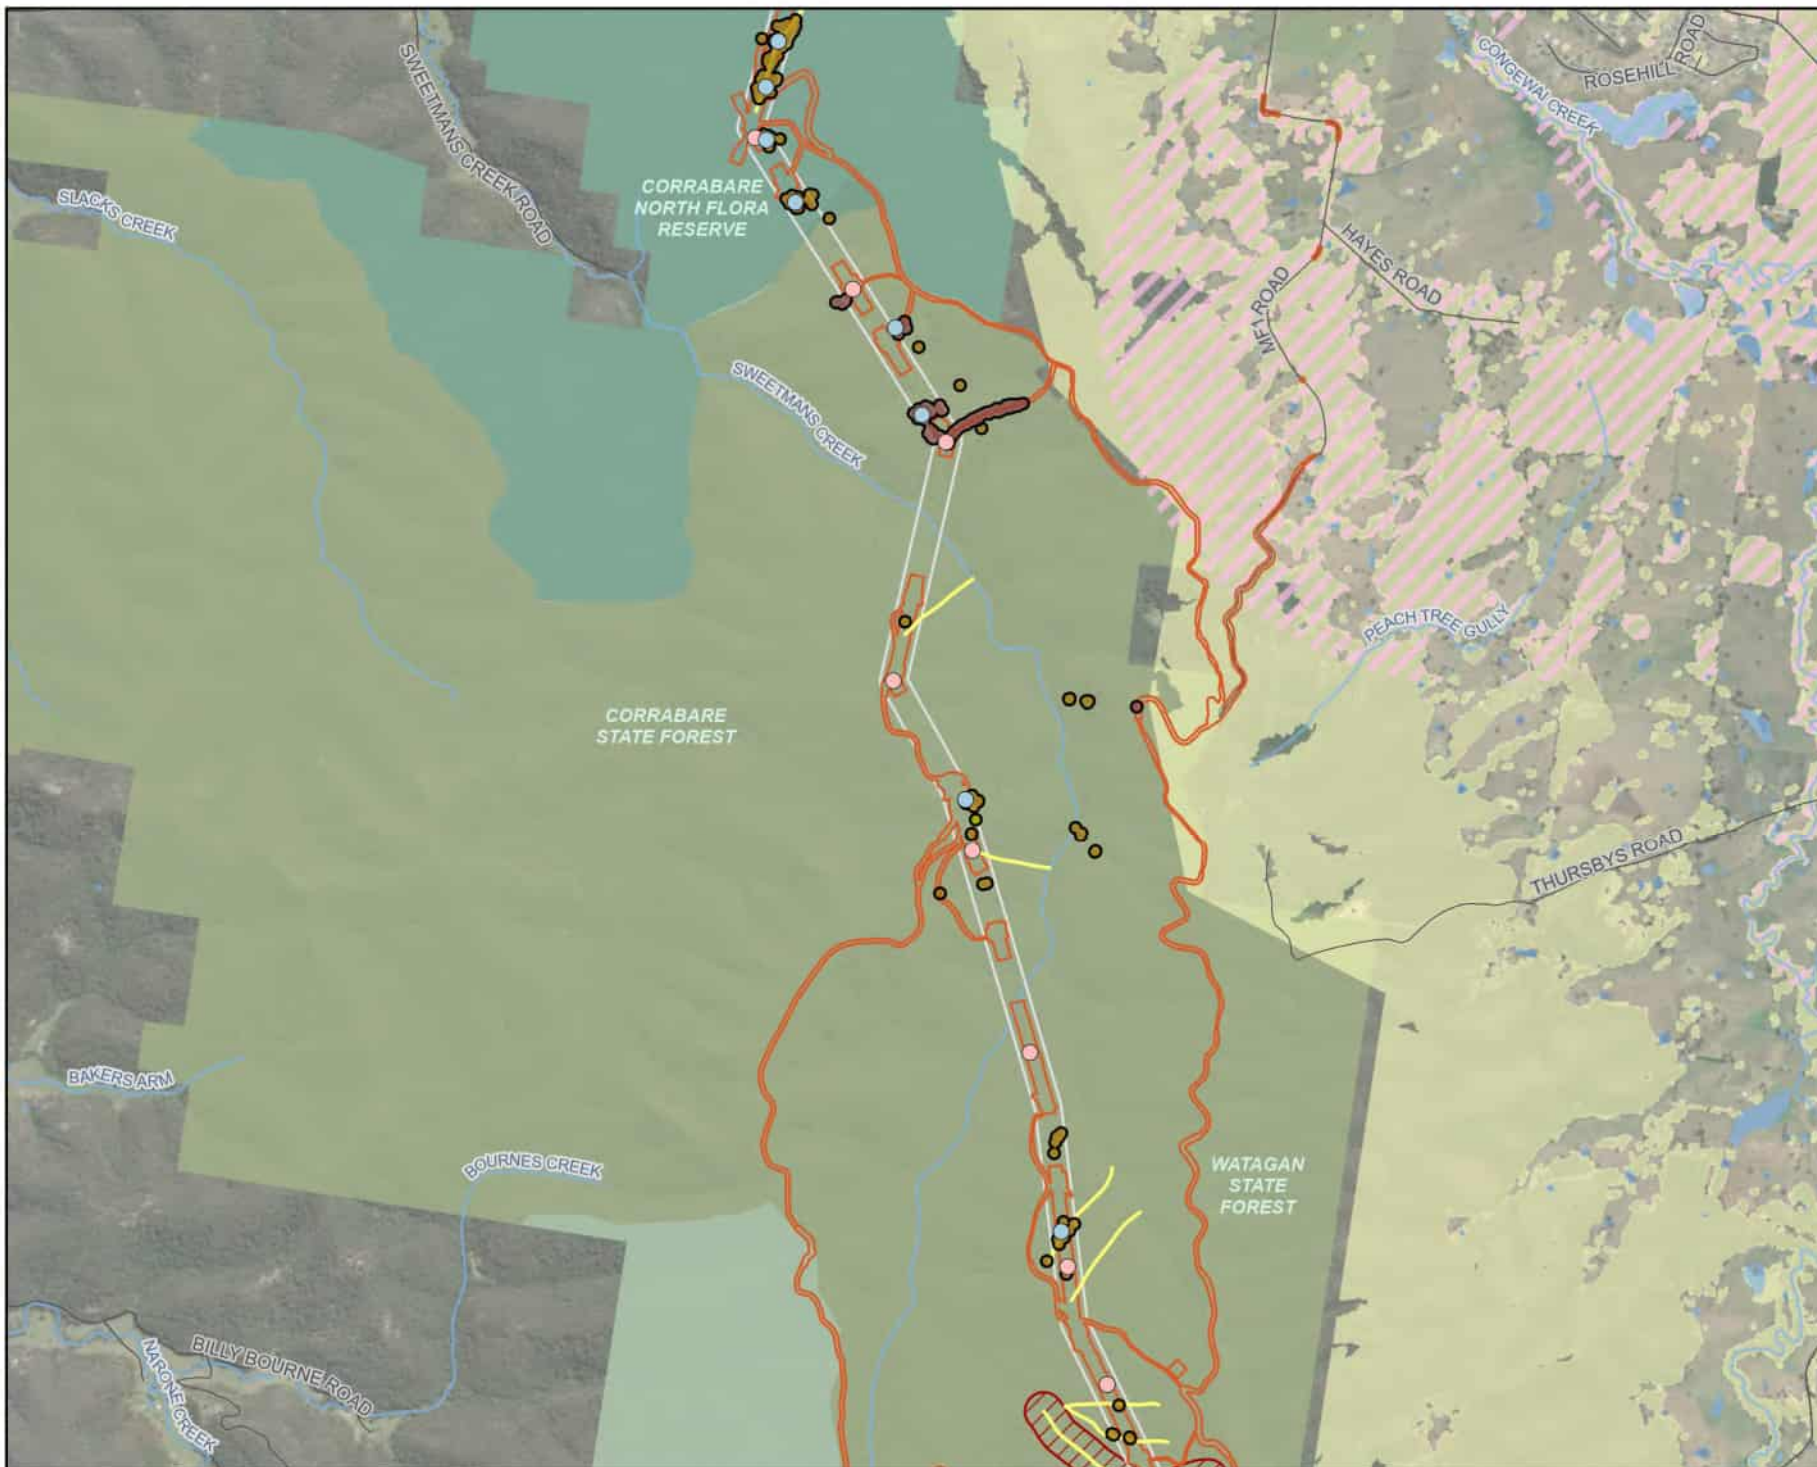 CONGEWAI CREEK
ROSEHILL ROAD
SWEETMANS CREEK ROAD
SLACKS CREEK
CORRABARE
NORTH FLORA
RESERVE
HAYES ROAD
MF1 ROAD
SWEETMANS CREEK
PEACH TREE GULLY
CORRABARE
STATE FOREST
THURSBYS ROAD
BAKERS ARM
BOURNES CREEK
WATAGAN
STATE
FOREST
BILLY BOURNE ROAD
NARONE CREEK